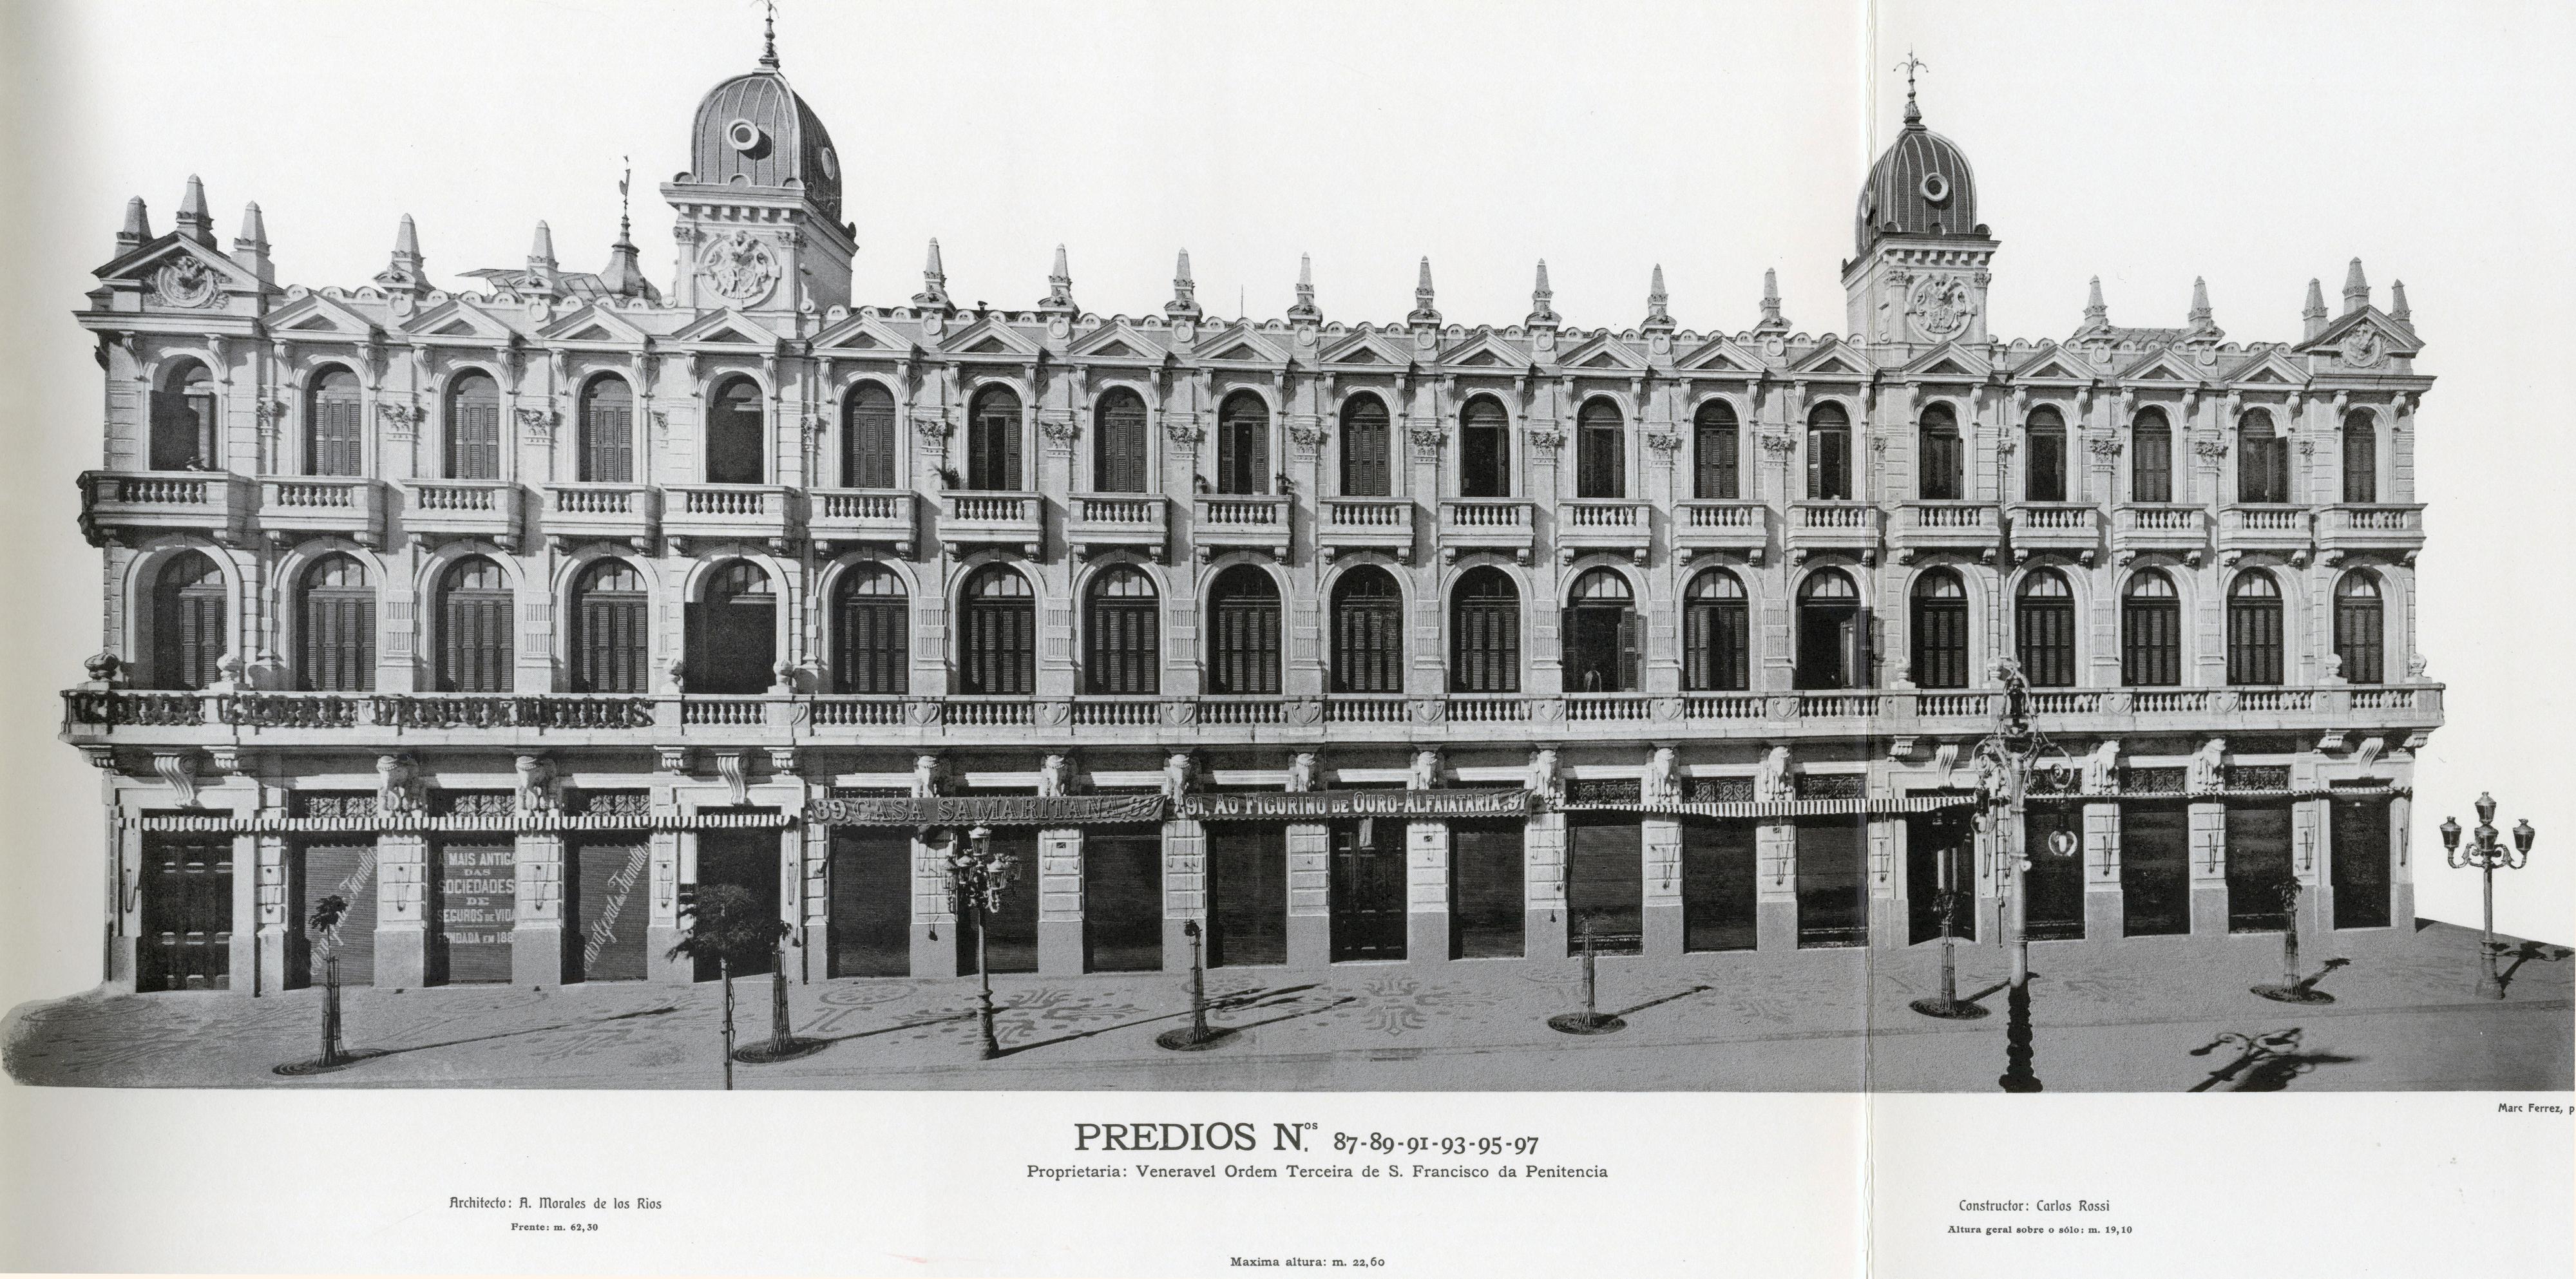 89, CASA SAMARITANA, 89
91, AO FIGURINO DE OURO-ALFAIATARIA, 91
A MAIS ANTIGA
DAS
SOCIEDADES
DE
SEGUROS DE VIDA
FUNDADA EM 188
PREDIOS N.os 87-89-91-93-95-97
Proprietaria: Veneravel Ordem Terceira de S. Francisco da Penitencia
Marc Ferrez, p
Architecto: A. Morales de los Rios
Frente: m. 62,30
Constructor: Carlos Rossi
Altura geral sobre o sólo: m. 19,10
Maxima altura: m. 22,60